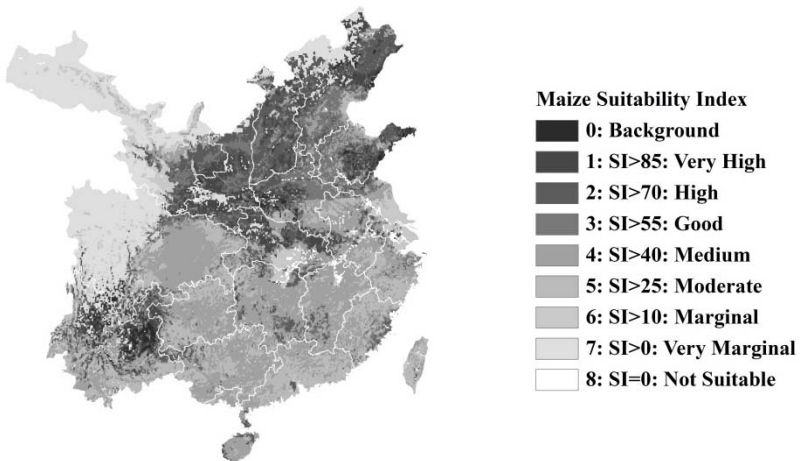 Maize Suitability Index
0: Background
1: SI>85: Very High
2: SI>70: High
3: SI>55: Good
4: SI>40: Medium
5: SI>25: Moderate
6: SI>10: Marginal
7: SI>0: Very Marginal
8: SI=0: Not Suitable